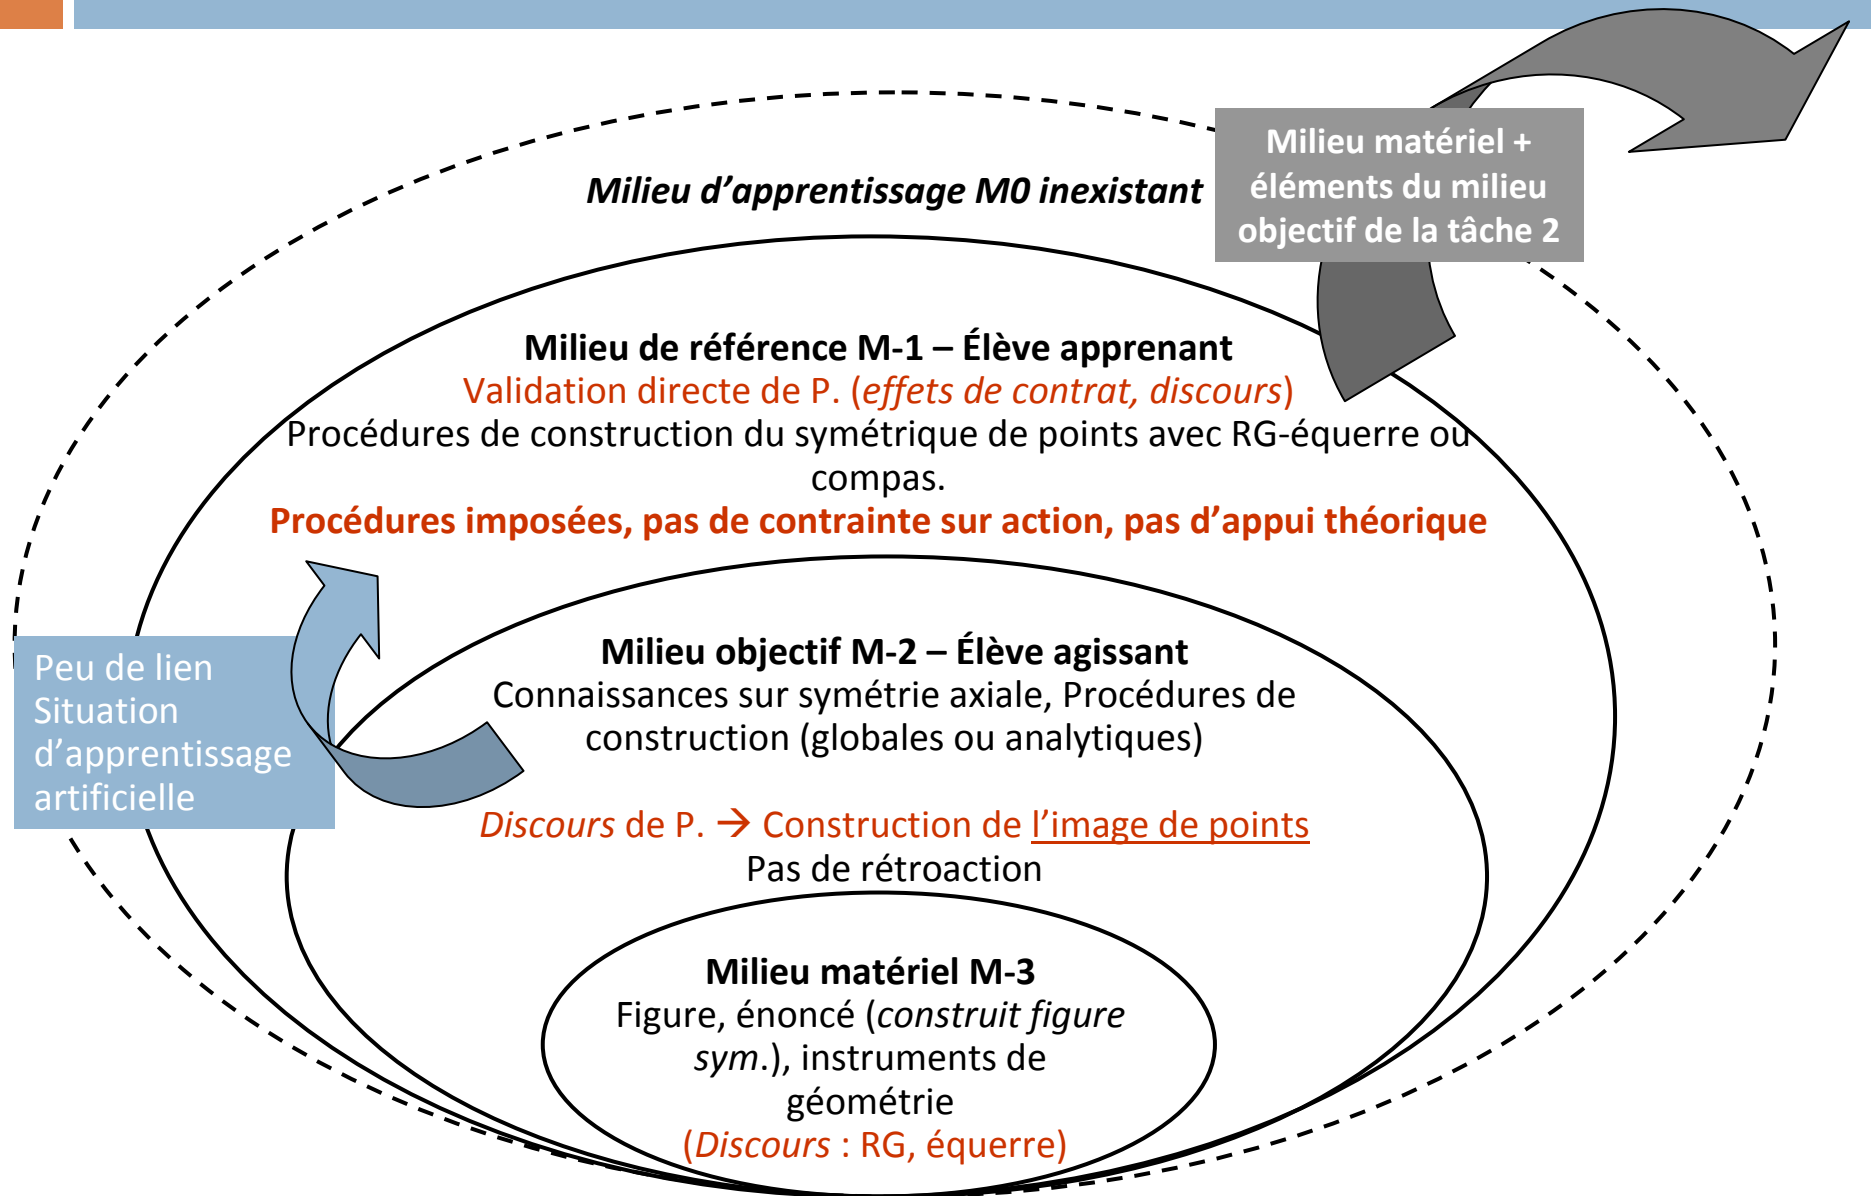 Milieu matériel +
éléments du milieu
objectif de la tâche 2
Milieu d’apprentissage M0 inexistant
Milieu de référence M-1 – Élève apprenant
Validation directe de P. (effets de contrat, discours)
Procédures de construction du symétrique de points avec RG-équerre ou
compas.
Procédures imposées, pas de contrainte sur action, pas d’appui théorique
Peu de lien
Situation
d’apprentissage
artificielle
Milieu objectif M-2 – Élève agissant
Connaissances sur symétrie axiale, Procédures de
construction (globales ou analytiques)
Discours de P. → Construction de l’image de points
Pas de rétroaction
Milieu matériel M-3
Figure, énoncé (construit figure
sym.), instruments de
géométrie
(Discours : RG, équerre)